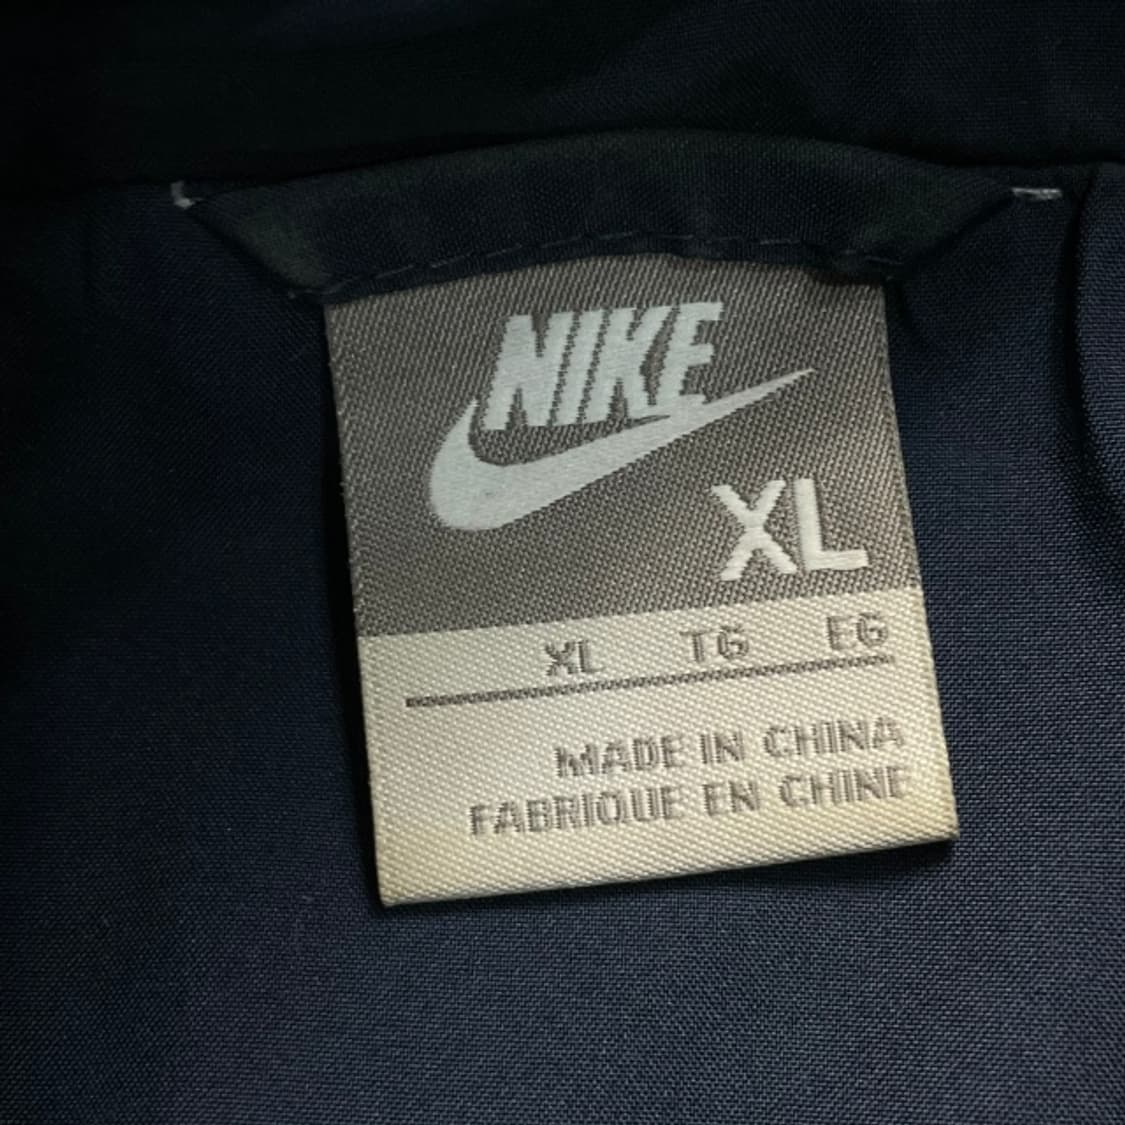 NIKE
XL
XL TG EG
MADE IN CHINA
FABRIQUE EN CHINE